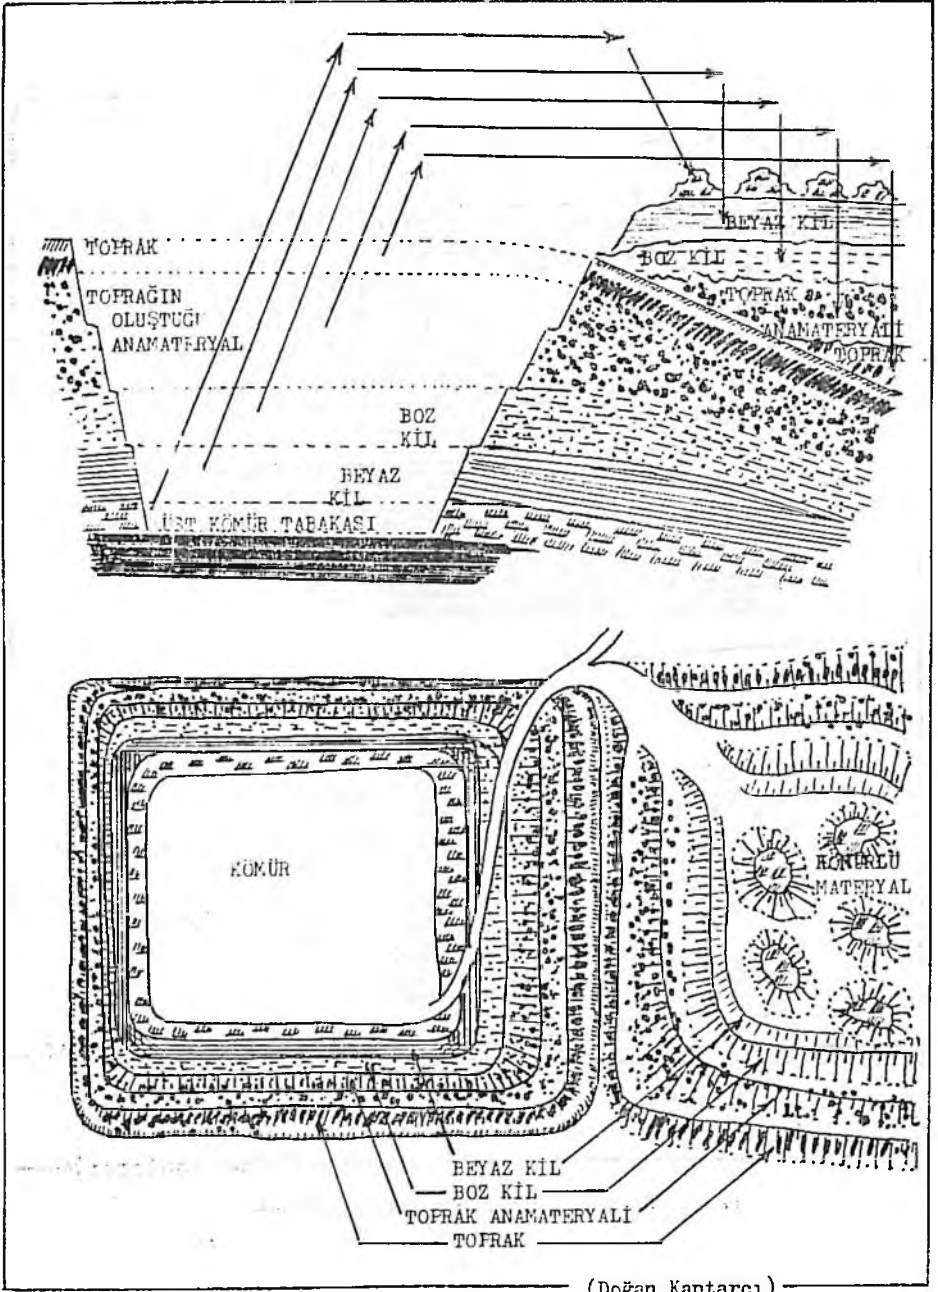 TOPRAK
TOPRAĞIN
OLUŞTUĞU
ANAMATERYAL
BOZ
KİL
BEYAZ
KİL
ÜST KÖMÜR TABAKASI
BEYAZ KİL
BOZ KİL
TOPRAK
ANAMATERYALİ
TOPRAK
KÖMÜR
KÖMÜRLÜ
MATERYAL
BEYAZ KİL
BOZ KİL
TOPRAK ANAMATERYALİ
TOPRAK
(Doğan Kantarcı)